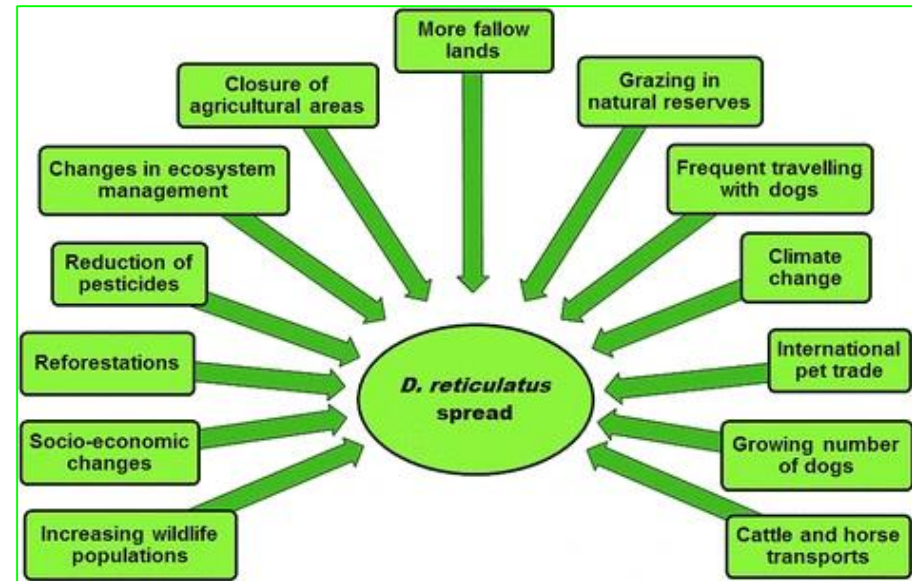 More fallow
lands
Closure of
agricultural areas
Grazing in
natural reserves
Changes in ecosystem
management
Frequent travelling
with dogs
Reduction of
pesticides
Climate
change
Reforestations
International
pet trade
D. reticulatus
spread
Socio-economic
changes
Growing number
of dogs
Increasing wildlife
populations
Cattle and horse
transports